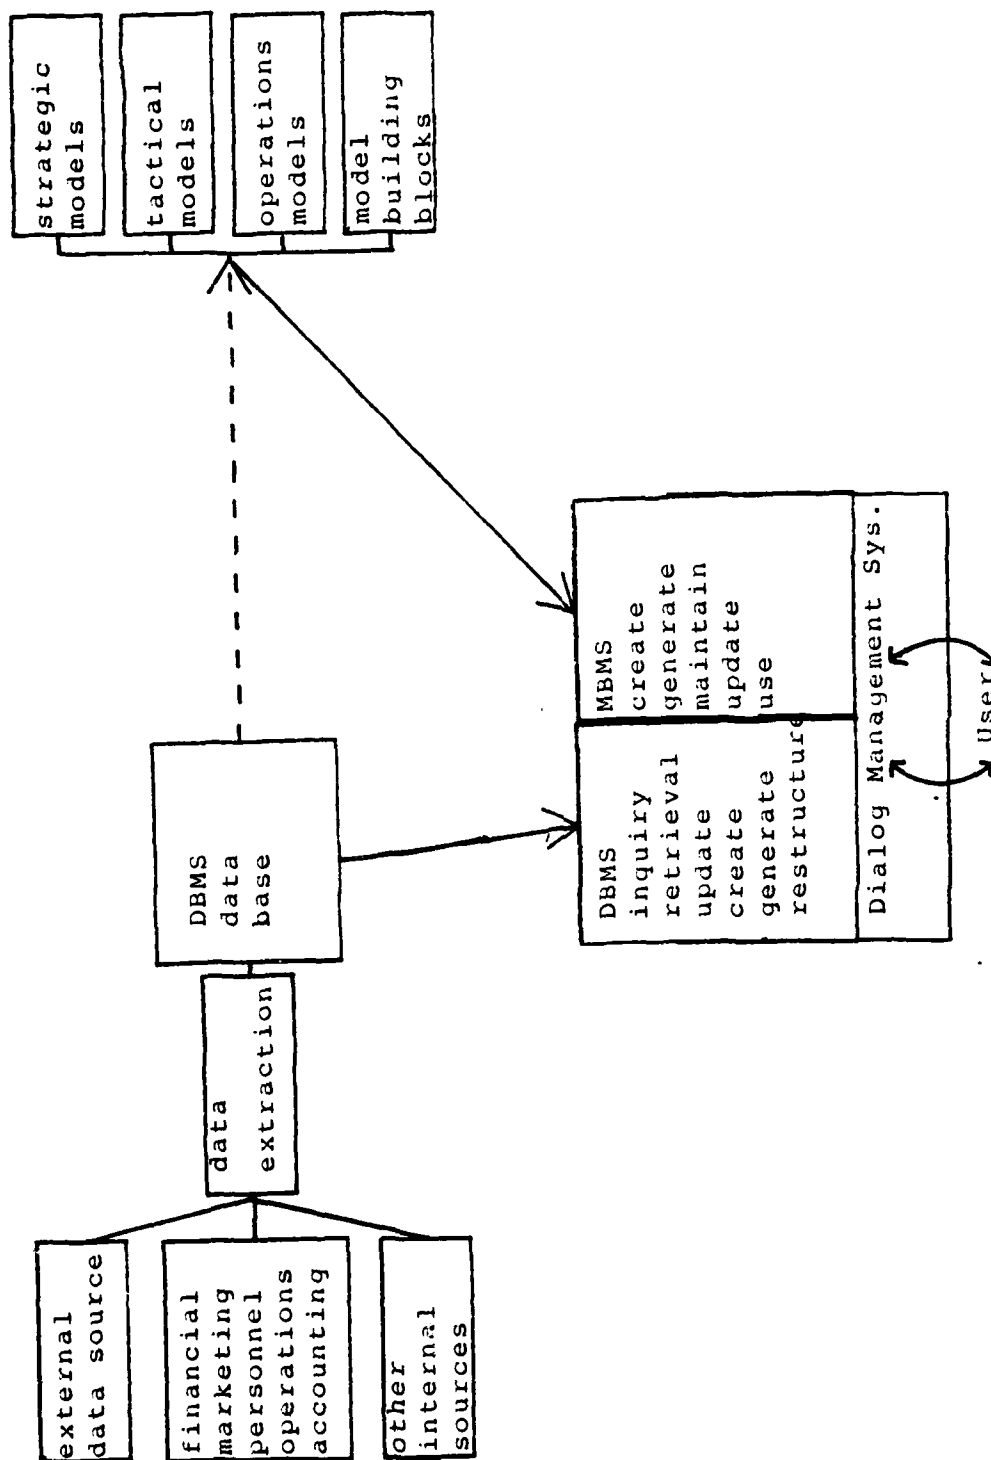 external
data source
financial
marketing
personnel
operations
accounting
other
internal
sources
data
extraction
DBMS
data
base
strategic
models
tactical
models
operations
models
model
building
blocks
DBMS
inquiry
retrieval
update
create
generate
restructure
MBMS
create
generate
maintain
update
use
Dialog Management Sys.
User